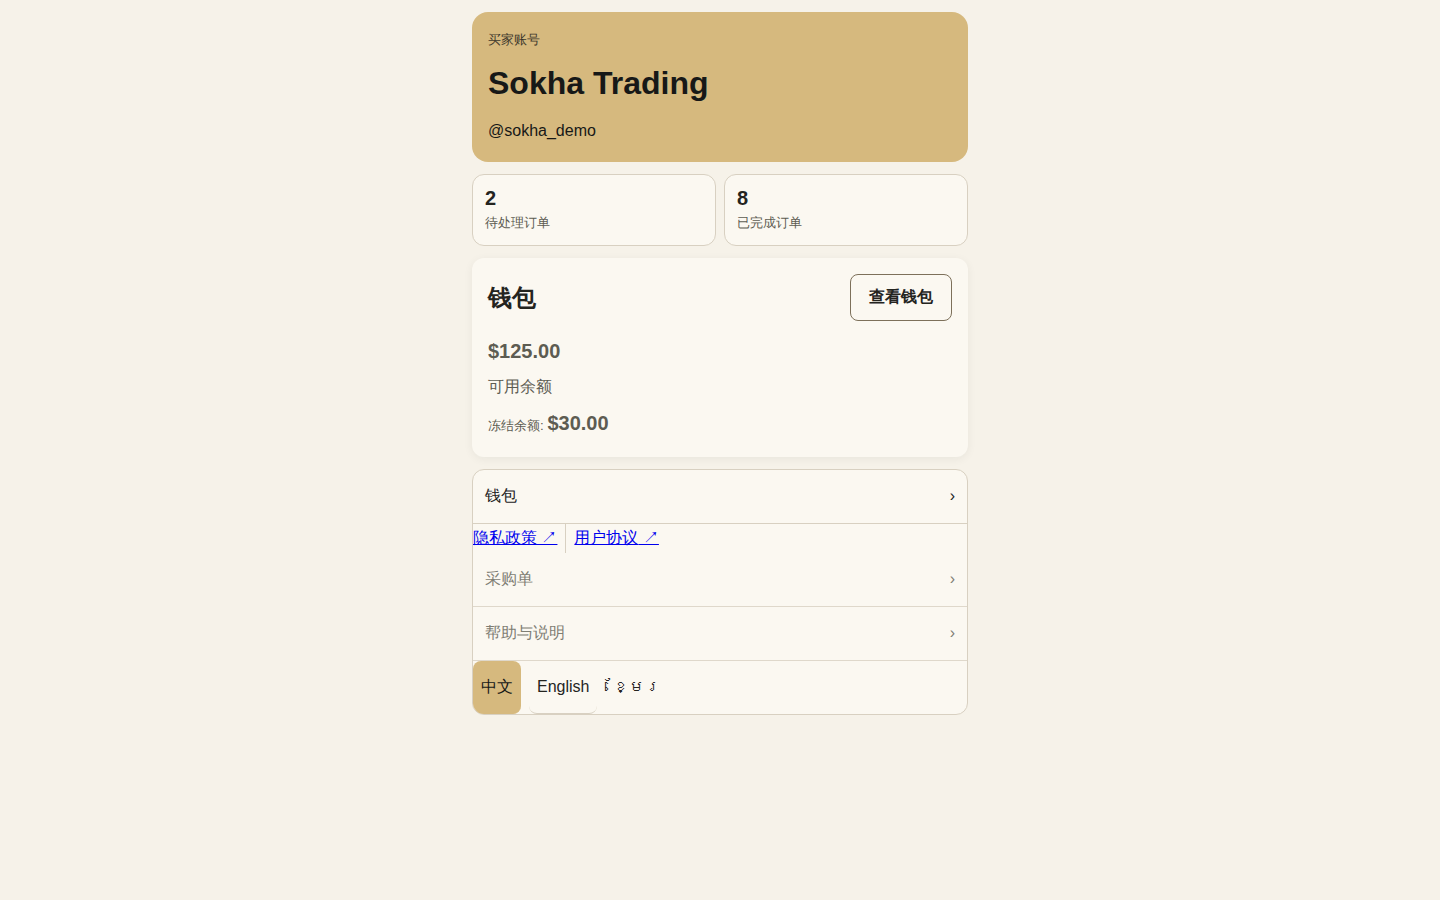 买家账号
Sokha Trading
@sokha_demo
2
待处理订单
8
已完成订单
钱包
查看钱包
$125.00
可用余额
冻结余额: $30.00
钱包 ›
隐私政策 ↗ 用户协议 ↗
采购单 ›
帮助与说明 ›
中文 English ខ្មែរ